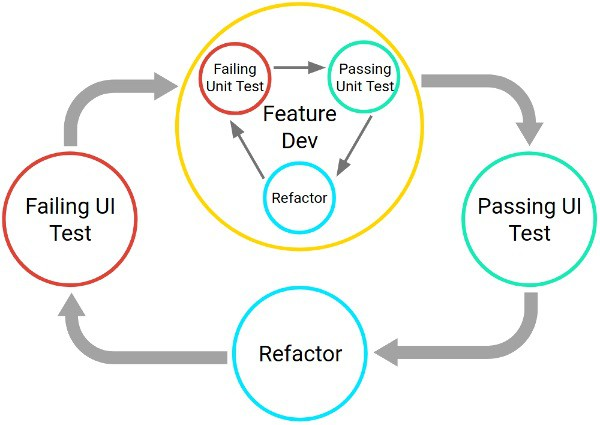 Failing
Unit Test
Passing
Unit Test
Feature
Dev
Refactor
Failing UI
Test
Passing UI
Test
Refactor